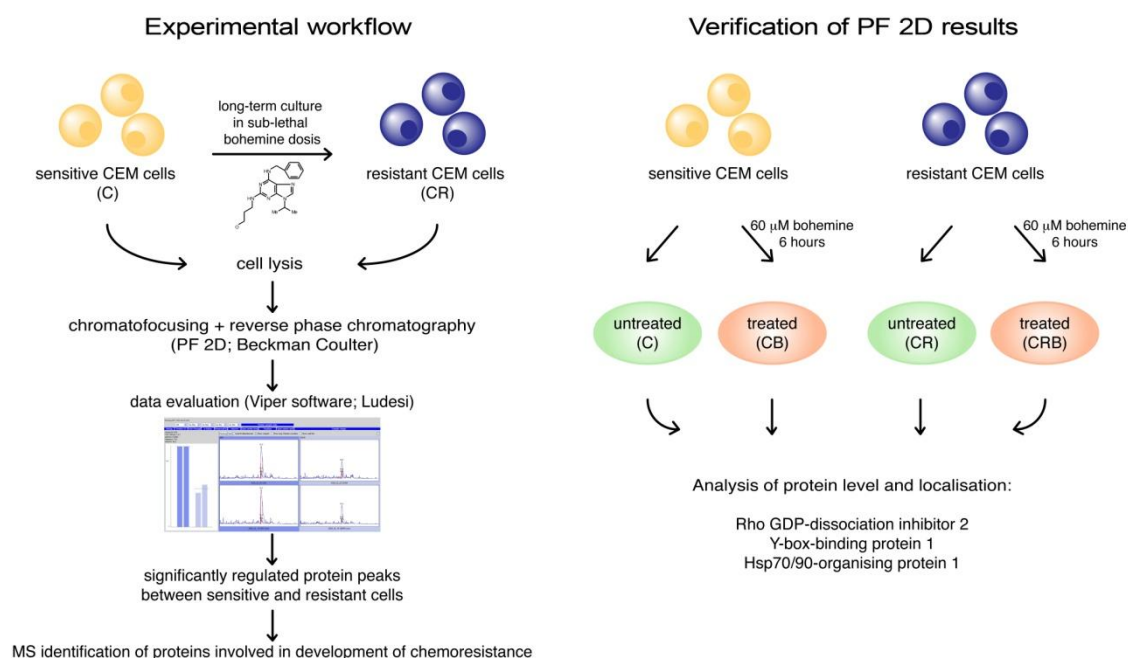 Experimental workflow
long-term culture
in sub-lethal
bohemine dosis
sensitive CEM cells
(C)
resistant CEM cells
(CR)
cell lysis
chromatofocusing + reverse phase chromatography
(PF 2D; Beckman Coulter)
data evaluation (Viper software; Ludesi)
significantly regulated protein peaks
between sensitive and resistant cells
MS identification of proteins involved in development of chemoresistance
Verification of PF 2D results
sensitive CEM cells
resistant CEM cells
60 μM bohemine
6 hours
60 μM bohemine
6 hours
untreated
(C)
treated
(CB)
untreated
(CR)
treated
(CRB)
Analysis of protein level and localisation:
Rho GDP-dissociation inhibitor 2
Y-box-binding protein 1
Hsp70/90-organising protein 1